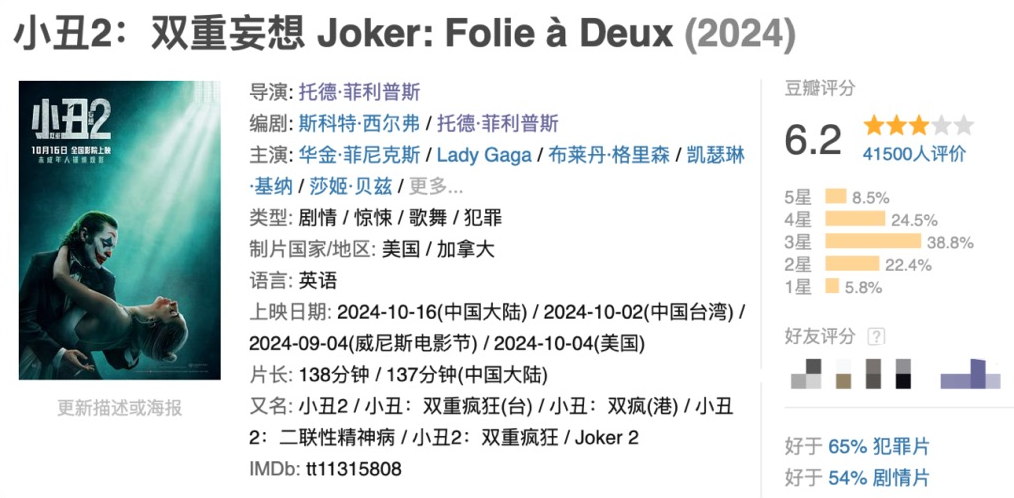 小丑2：双重妄想 Joker: Folie à Deux (2024)
小丑2
10月16日 全国影院上映
未成年人谨慎观影
更新描述或海报
导演: 托德·菲利普斯
编剧: 斯科特·西尔弗 / 托德·菲利普斯
主演: 华金·菲尼克斯 / Lady Gaga / 布莱丹·格里森 / 凯瑟琳
·基纳 / 莎姬·贝兹 / 更多...
类型: 剧情 / 惊悚 / 歌舞 / 犯罪
制片国家/地区: 美国 / 加拿大
语言: 英语
上映日期: 2024-10-16(中国大陆) / 2024-10-02(中国台湾) /
2024-09-04(威尼斯电影节) / 2024-10-04(美国)
片长: 138分钟 / 137分钟(中国大陆)
又名: 小丑2 / 小丑：双重疯狂(台) / 小丑：双疯(港) / 小丑
2：二联性精神病 / 小丑2：双重疯狂 / Joker 2
IMDb: tt11315808
豆瓣评分
6.2
41500人评价
5星 8.5%
4星 24.5%
3星 38.8%
2星 22.4%
1星 5.8%
好友评分 ?
好于 65% 犯罪片
好于 54% 剧情片